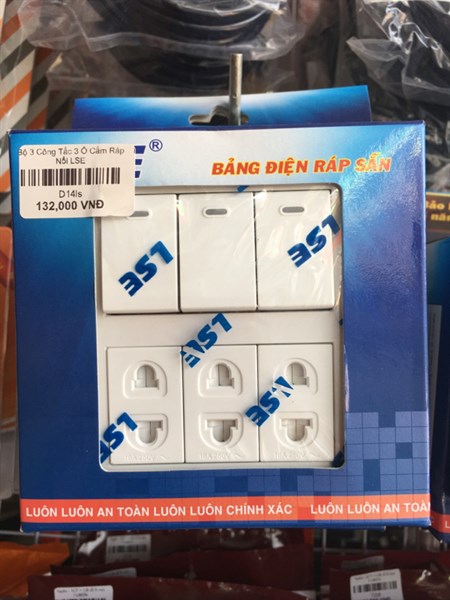 Bộ 3 Công Tắc 3 Ổ Cắm Ráp
Nổi LSE
D14ls
132,000 VNĐ
E®
BẢNG ĐIỆN RÁP SẴN
LSE
LSE
LSE
LSE
LSE
LSE
LUÔN LUÔN AN TOÀN LUÔN LUÔN CHÍNH XÁC
LUÔN LUÔN AN TOÀN